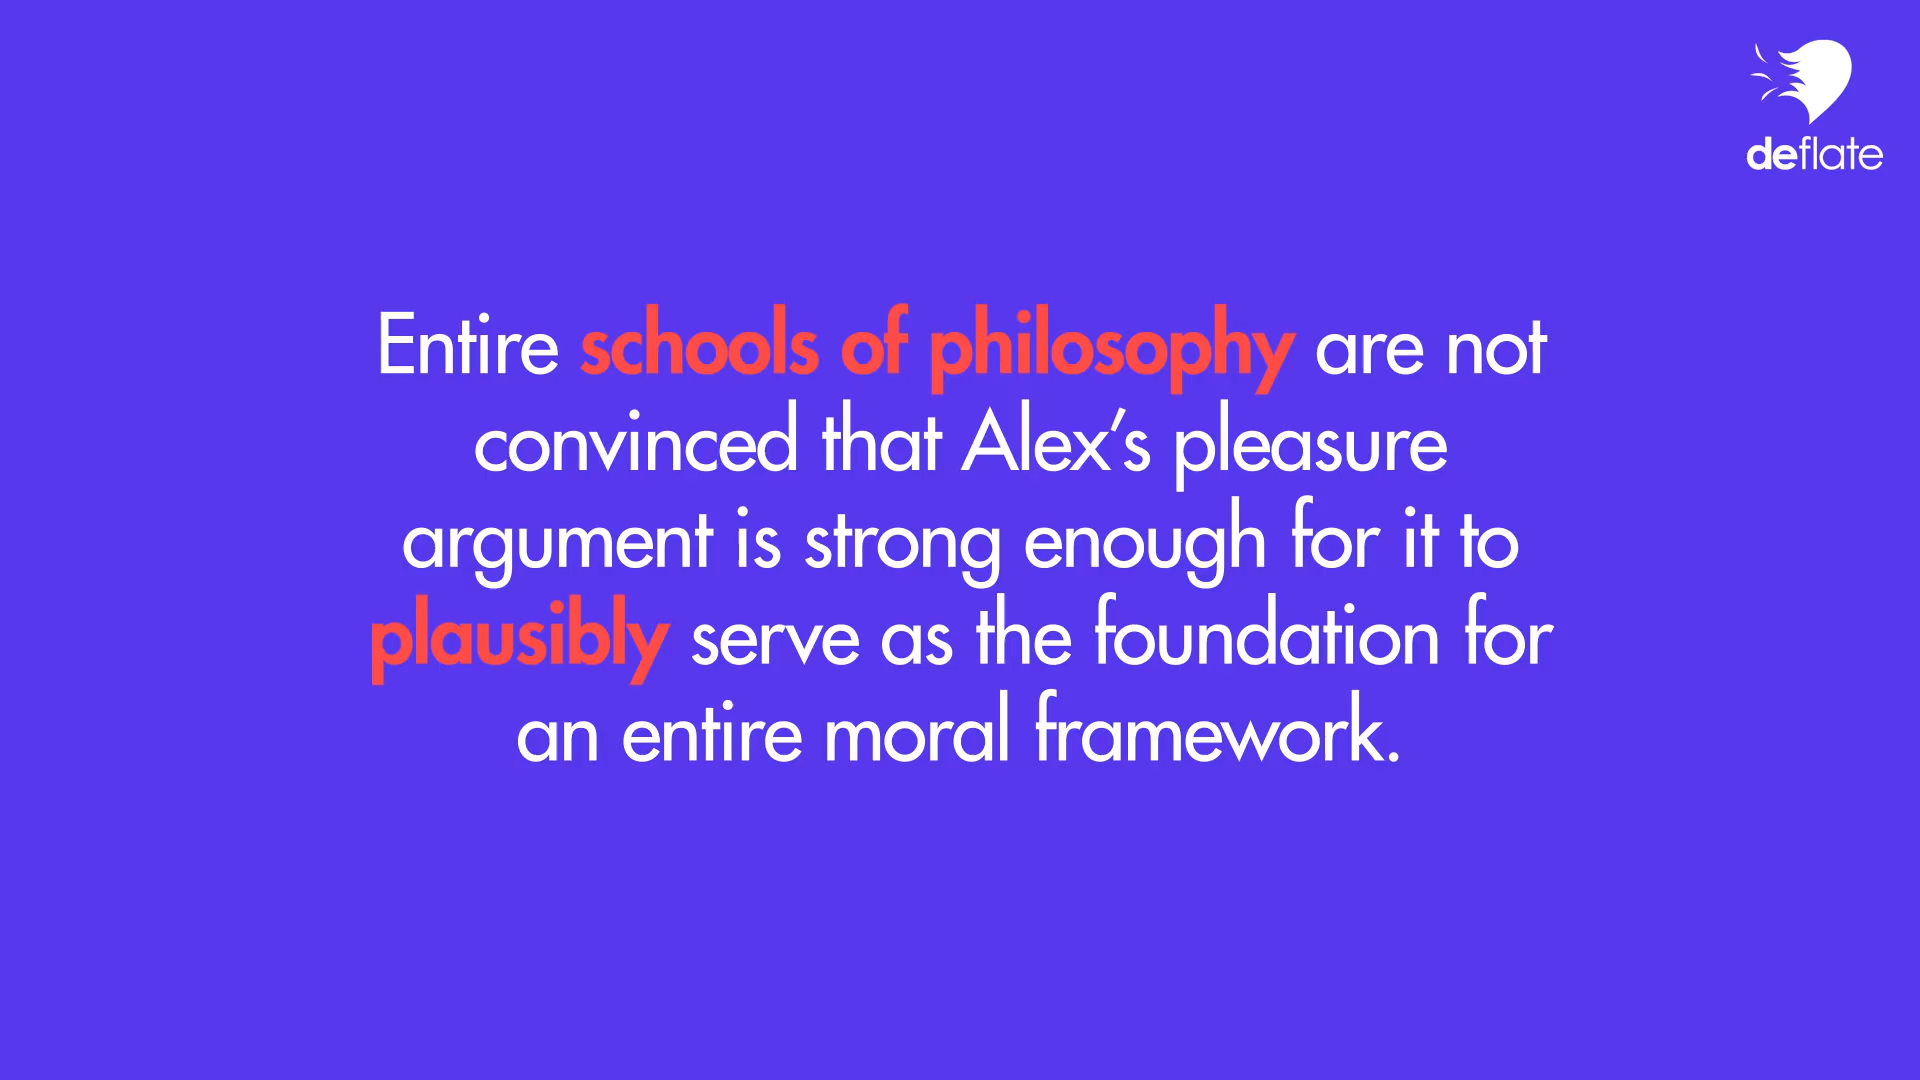 deflate
Entire schools of philosophy are not
convinced that Alex’s pleasure
argument is strong enough for it to
plausibly serve as the foundation for
an entire moral framework.